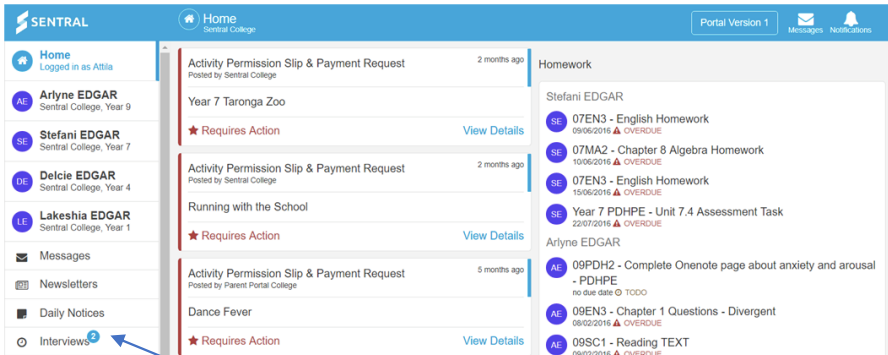 SENTRAL
Home
Sentral College
Portal Version 1
Messages
Notifications
Home
Logged in as Attila
AE
Arlyne EDGAR
Sentral College, Year 9
SE
Stefani EDGAR
Sentral College, Year 7
DE
Delcie EDGAR
Sentral College, Year 4
LE
Lakeshia EDGAR
Sentral College, Year 1
Messages
Newsletters
Daily Notices
Interviews 2
Activity Permission Slip & Payment Request 2 months ago
Posted by Sentral College
Year 7 Taronga Zoo
Requires Action View Details
Activity Permission Slip & Payment Request 2 months ago
Posted by Sentral College
Running with the School
Requires Action View Details
Activity Permission Slip & Payment Request 5 months ago
Posted by Parent Portal College
Dance Fever
Requires Action View Details
Homework
Stefani EDGAR
SE
07EN3 - English Homework
09/06/2016 OVERDUE
SE
07MA2 - Chapter 8 Algebra Homework
10/06/2016 OVERDUE
SE
07EN3 - English Homework
15/06/2016 OVERDUE
SE
Year 7 PDHPE - Unit 7.4 Assessment Task
22/07/2016 OVERDUE
Arlyne EDGAR
AE
09PDH2 - Complete Onenote page about anxiety and arousal
- PDHPE
no due date TODO
AE
09EN3 - Chapter 1 Questions - Divergent
08/02/2016 OVERDUE
AE
09SC1 - Reading TEXT
09/02/2016 OVERDUE